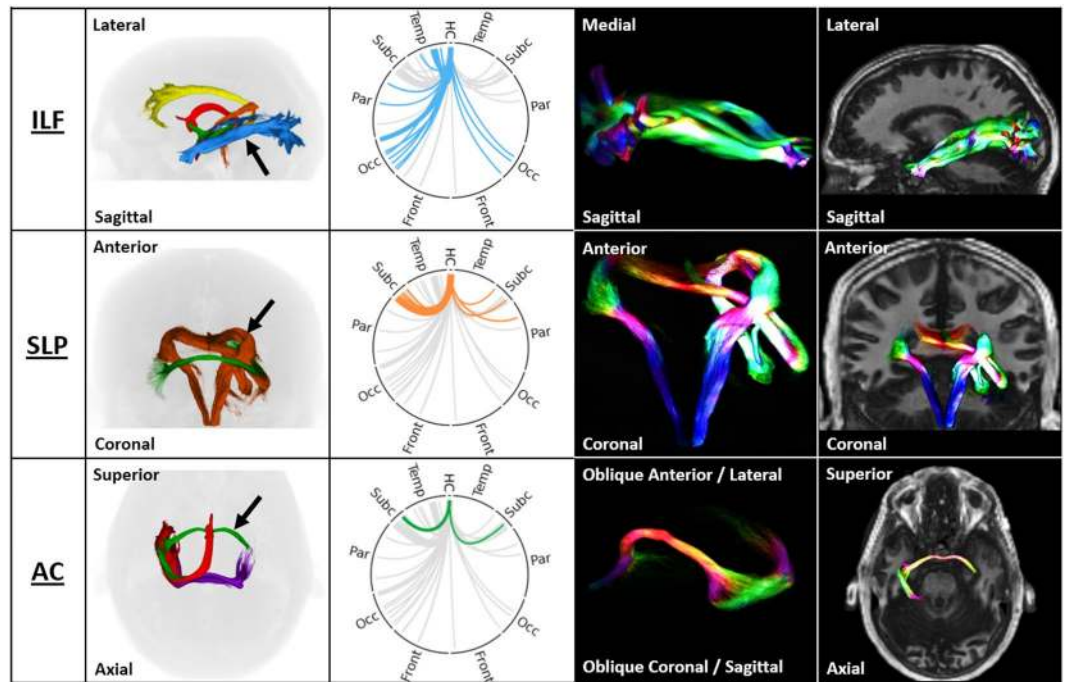 ILF
Lateral
Sagittal
HC
Temp
Temp
Subc
Subc
Par
Par
Occ
Occ
Front
Front
Medial
Sagittal
Lateral
Sagittal
SLP
Anterior
Coronal
HC
Temp
Temp
Subc
Subc
Par
Par
Occ
Occ
Front
Front
Anterior
Coronal
Anterior
Coronal
AC
Superior
Axial
HC
Temp
Temp
Subc
Subc
Par
Par
Occ
Occ
Front
Front
Oblique Anterior / Lateral
Oblique Coronal / Sagittal
Superior
Axial